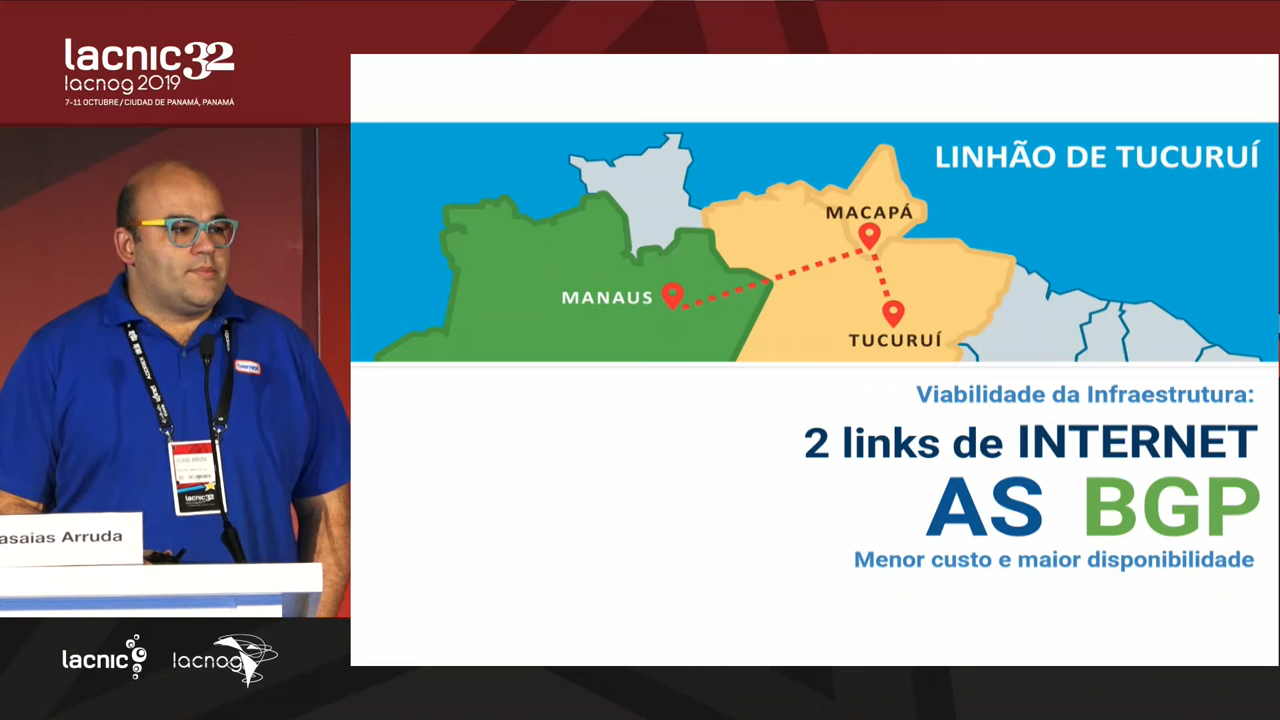 lacnic32
lacnog 2019
7-11 OCTUBRE / CIUDAD DE PANAMÁ, PANAMÁ
LINHÃO DE TUCURUÍ
MACAPÁ
MANAUS
TUCURUÍ
Viabilidade da Infraestrutura:
2 links de INTERNET
AS BGP
Menor custo e maior disponibilidade
lacnic32
asaias Arruda
lacnic
lacnog